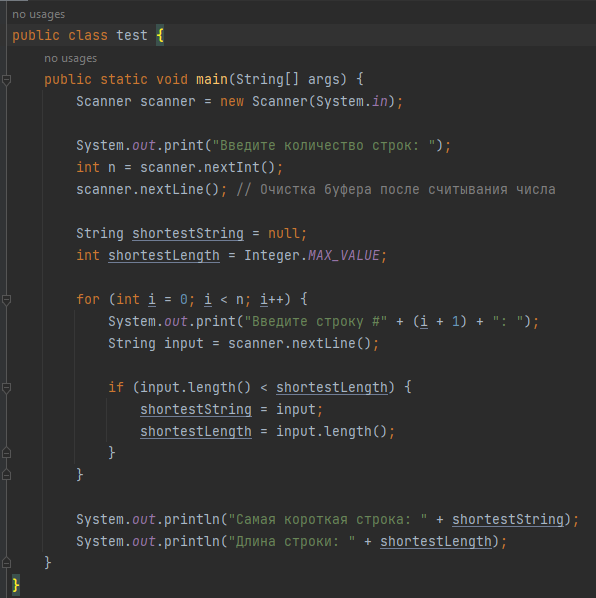 no usages
public class test {
no usages
public static void main(String[] args) {
Scanner scanner = new Scanner(System.in);
System.out.print("Введите количество строк: ");
int n = scanner.nextInt();
scanner.nextLine(); // Очистка буфера после считывания числа
String shortestString = null;
int shortestLength = Integer.MAX_VALUE;
for (int i = 0; i < n; i++) {
System.out.print("Введите строку #" + (i + 1) + ": ");
String input = scanner.nextLine();
if (input.length() < shortestLength) {
shortestString = input;
shortestLength = input.length();
}
}
System.out.println("Самая короткая строка: " + shortestString);
System.out.println("Длина строки: " + shortestLength);
}
}